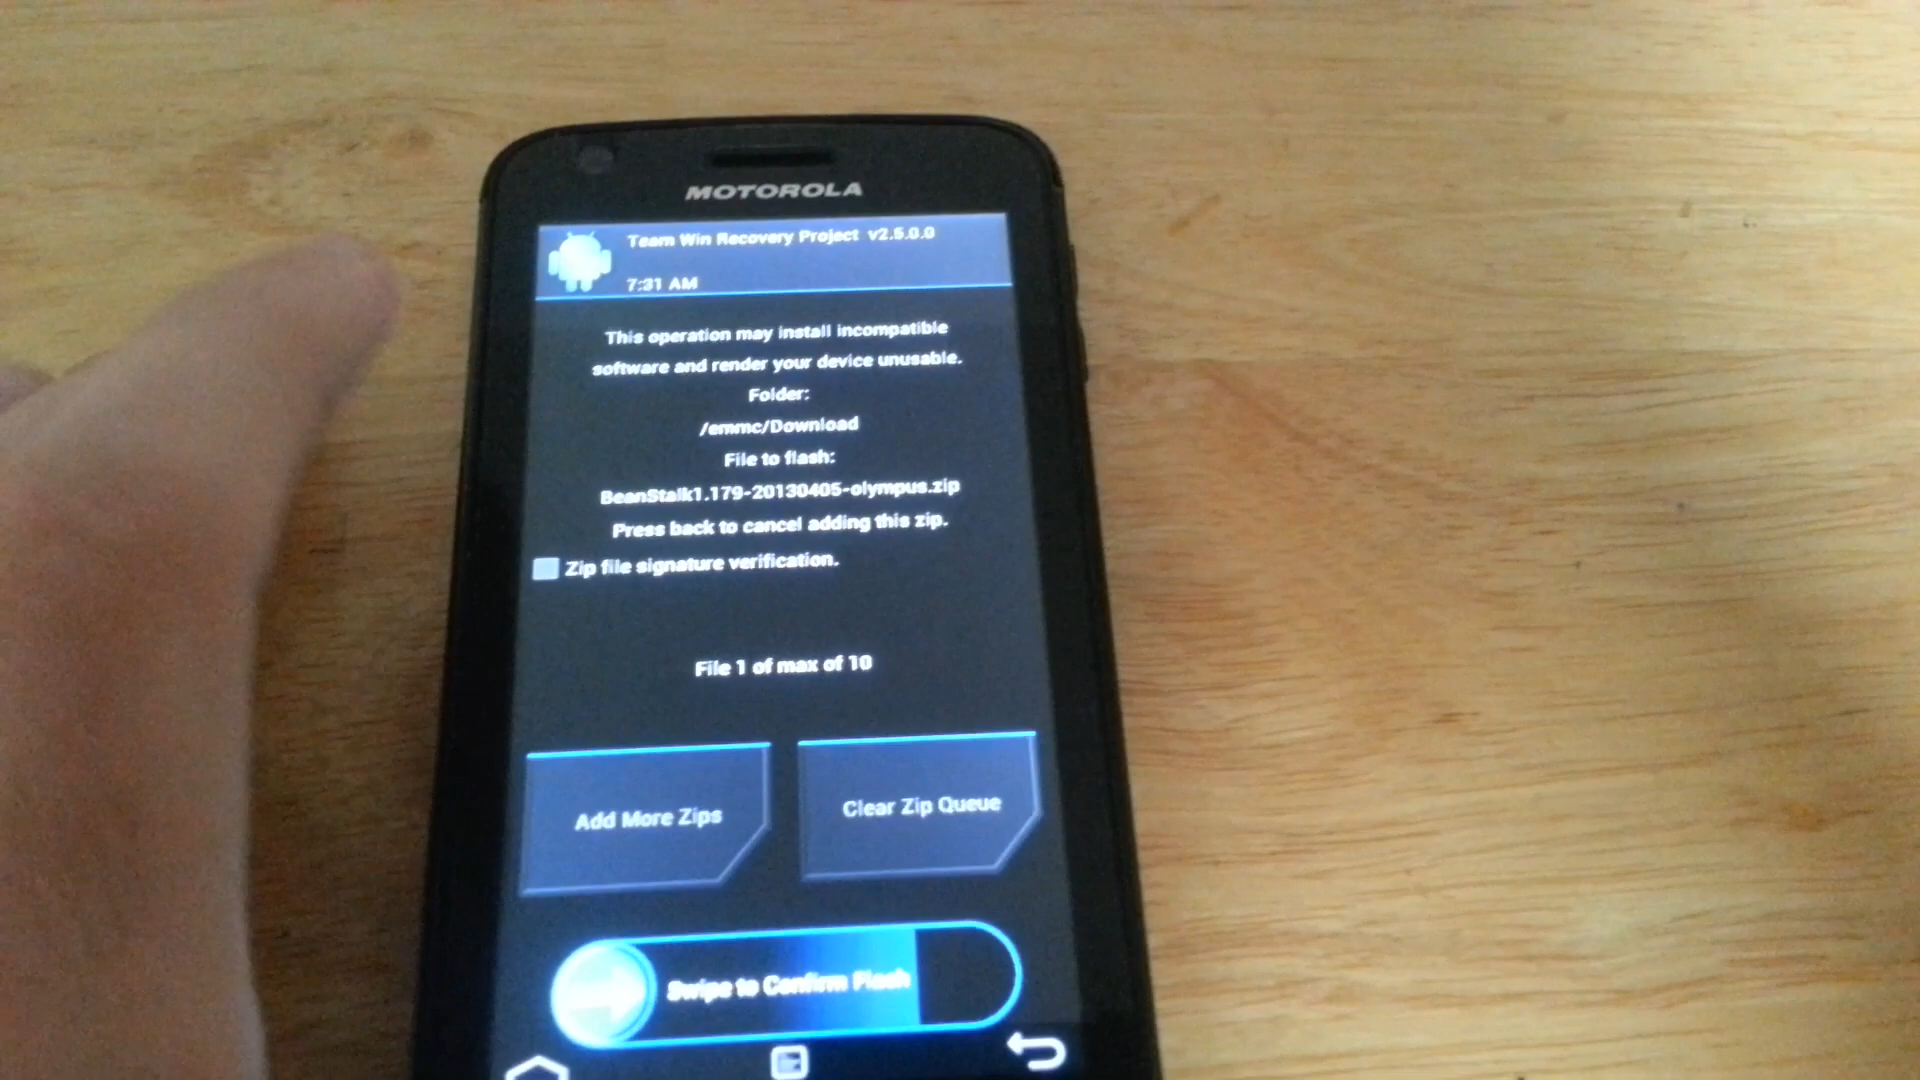 MOTOROLA
Team Win Recovery Project v2.5.0.0
7:31 AM
This operation may install incompatible
software and render your device unusable.
Folder:
/emmc/Download
File to flash:
BeanStalk1.179-20130405-olympus.zip
Press back to cancel adding this zip.
Zip file signature verification.
File 1 of max of 10
Add More Zips
Clear Zip Queue
Swipe to Confirm Flash